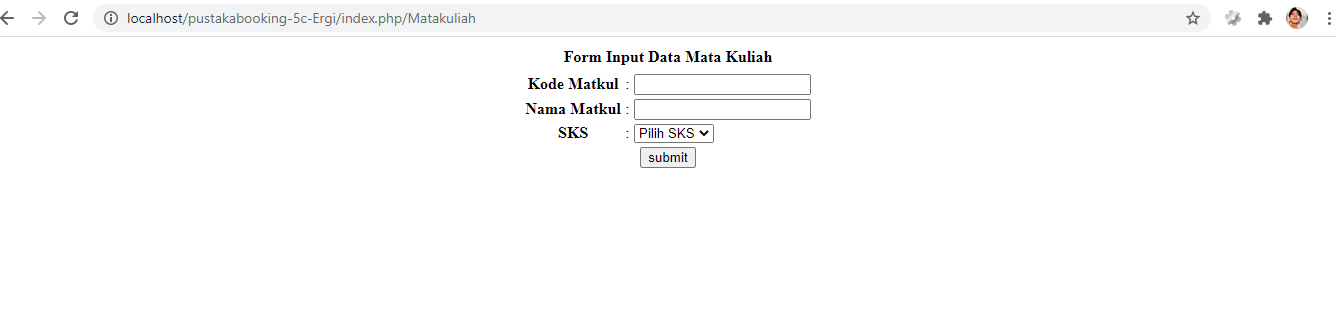 localhost/pustakabooking-5c-Ergi/index.php/Matakuliah
Form Input Data Mata Kuliah
Kode Matkul :
Nama Matkul :
SKS : Pilih SKS
submit